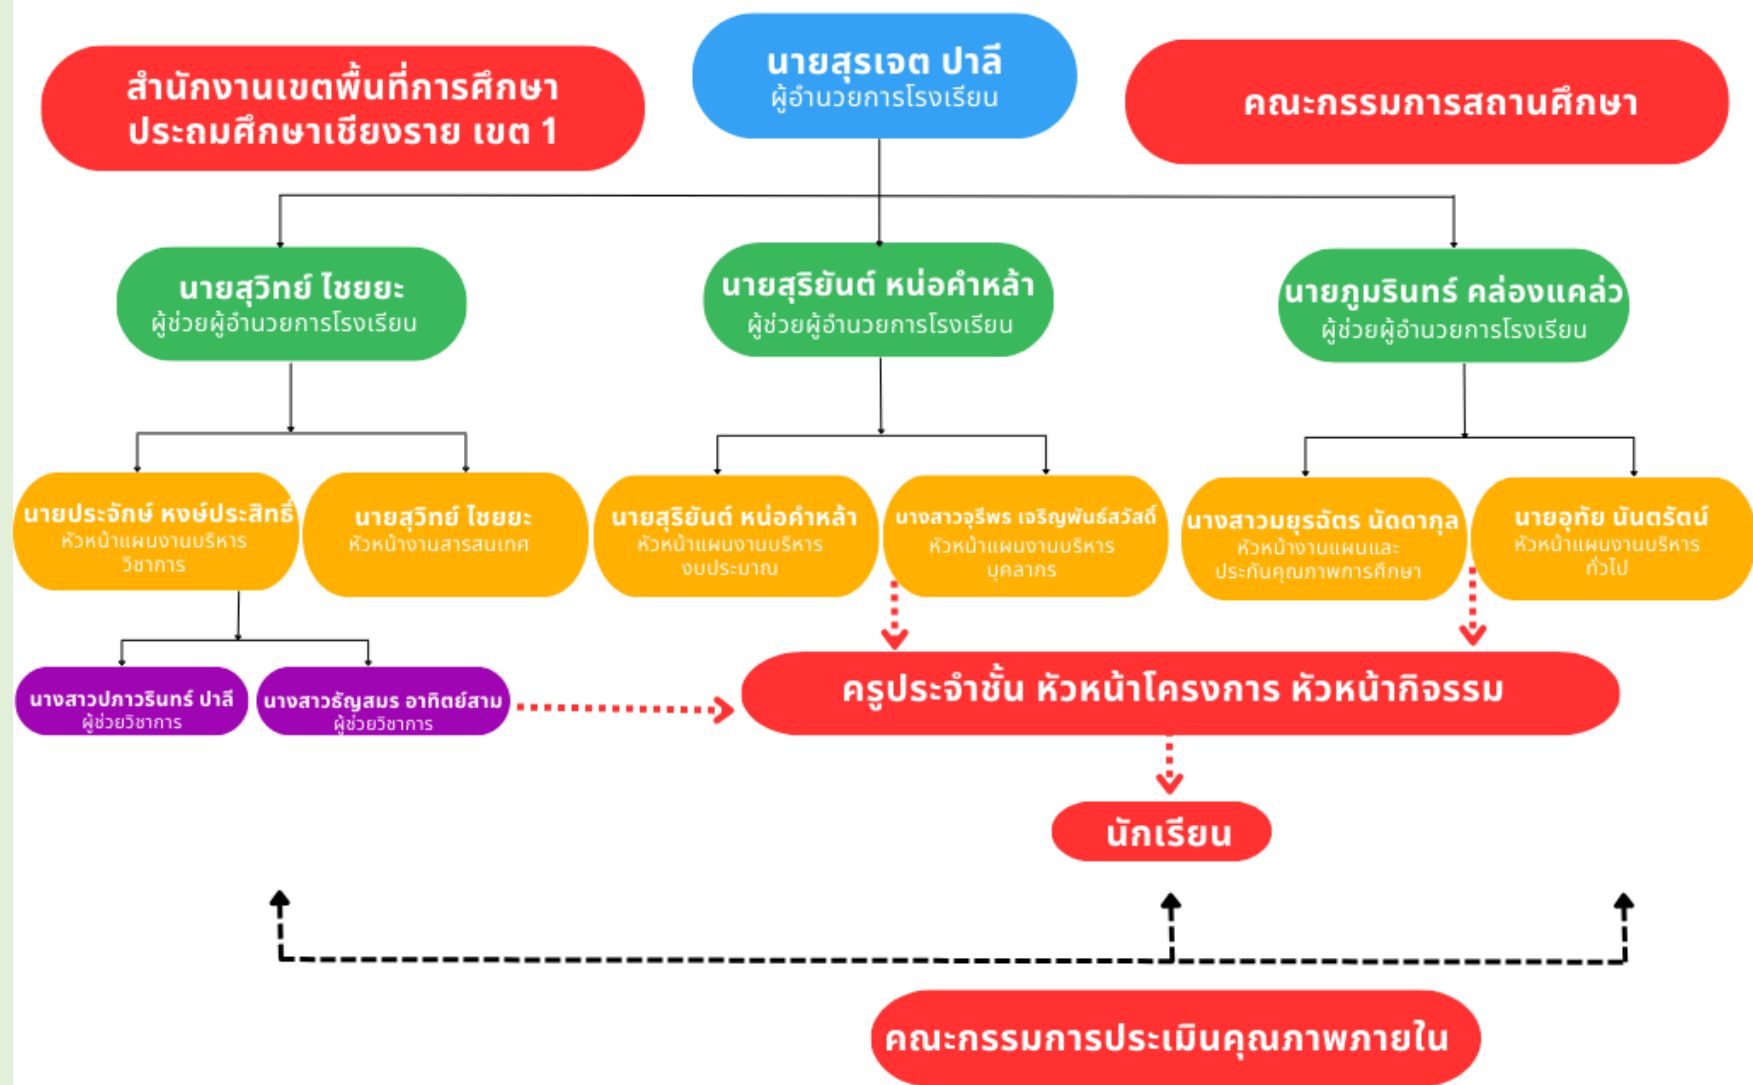 สำนักงานเขตพื้นที่การศึกษา
ประถมศึกษาเชียงราย เขต 1
นายสุรเจต ปาลี
ผู้อำนวยการโรงเรียน
คณะกรรมการสถานศึกษา
นายสุวิทย์ ไชยยะ
ผู้ช่วยผู้อำนวยการโรงเรียน
นายสุริยันต์ หน่อคำหล้า
ผู้ช่วยผู้อำนวยการโรงเรียน
นายภูมรินทร์ คล่องแคล่ว
ผู้ช่วยผู้อำนวยการโรงเรียน
นายประจักษ์ หงษ์ประสิทธิ์
หัวหน้าแผนงานบริหาร
วิชาการ
นายสุวิทย์ ไชยยะ
หัวหน้างานสารสนเทศ
นายสุริยันต์ หน่อคำหล้า
หัวหน้าแผนงานบริหาร
งบประมาณ
นางสาวจุรีพร เจริญพันธ์สวัสดิ์
หัวหน้าแผนงานบริหาร
บุคลากร
นางสาวมยุรฉัตร นัดดากุล
หัวหน้างานแผนและ
ประกันคุณภาพการศึกษา
นายอุทัย นันตรัตน์
หัวหน้าแผนงานบริหาร
ทั่วไป
นางสาวปภาวรินทร์ ปาลี
ผู้ช่วยวิชาการ
นางสาวธัญสมร อาทิตย์สาม
ผู้ช่วยวิชาการ
ครูประจำชั้น หัวหน้าโครงการ หัวหน้ากิจรรม
นักเรียน
คณะกรรมการประเมินคุณภาพภายใน